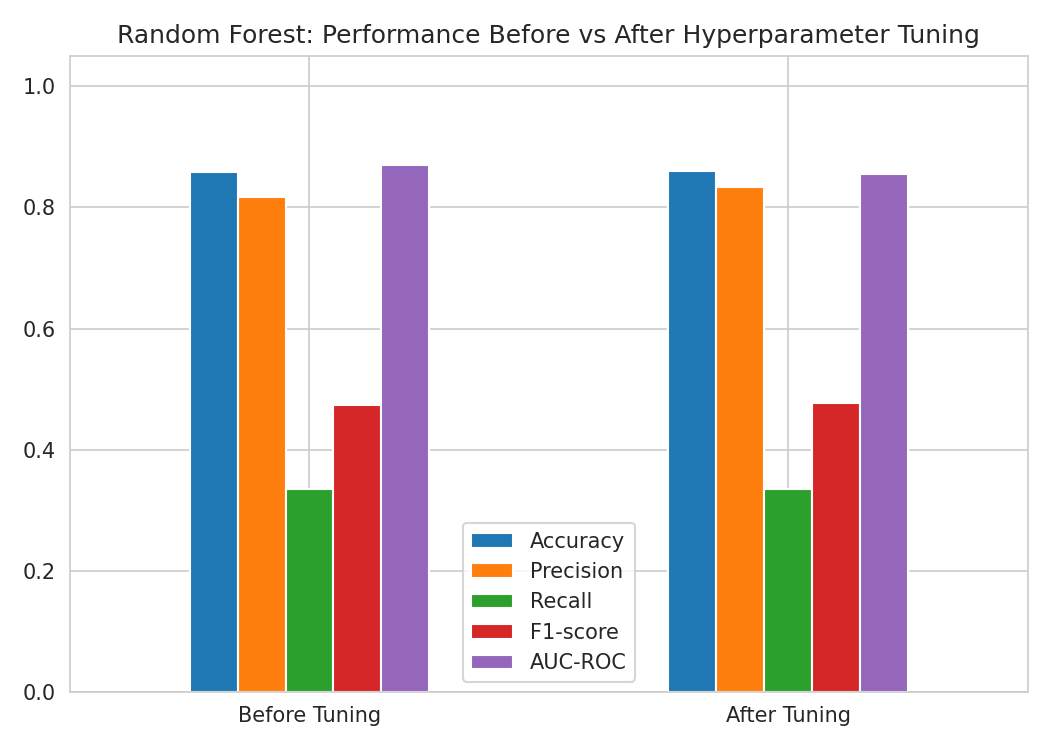 Random Forest: Performance Before vs After Hyperparameter Tuning
1.0
0.8
0.6
0.4
0.2
0.0
Accuracy
Precision
Recall
F1-score
AUC-ROC
Before Tuning
After Tuning